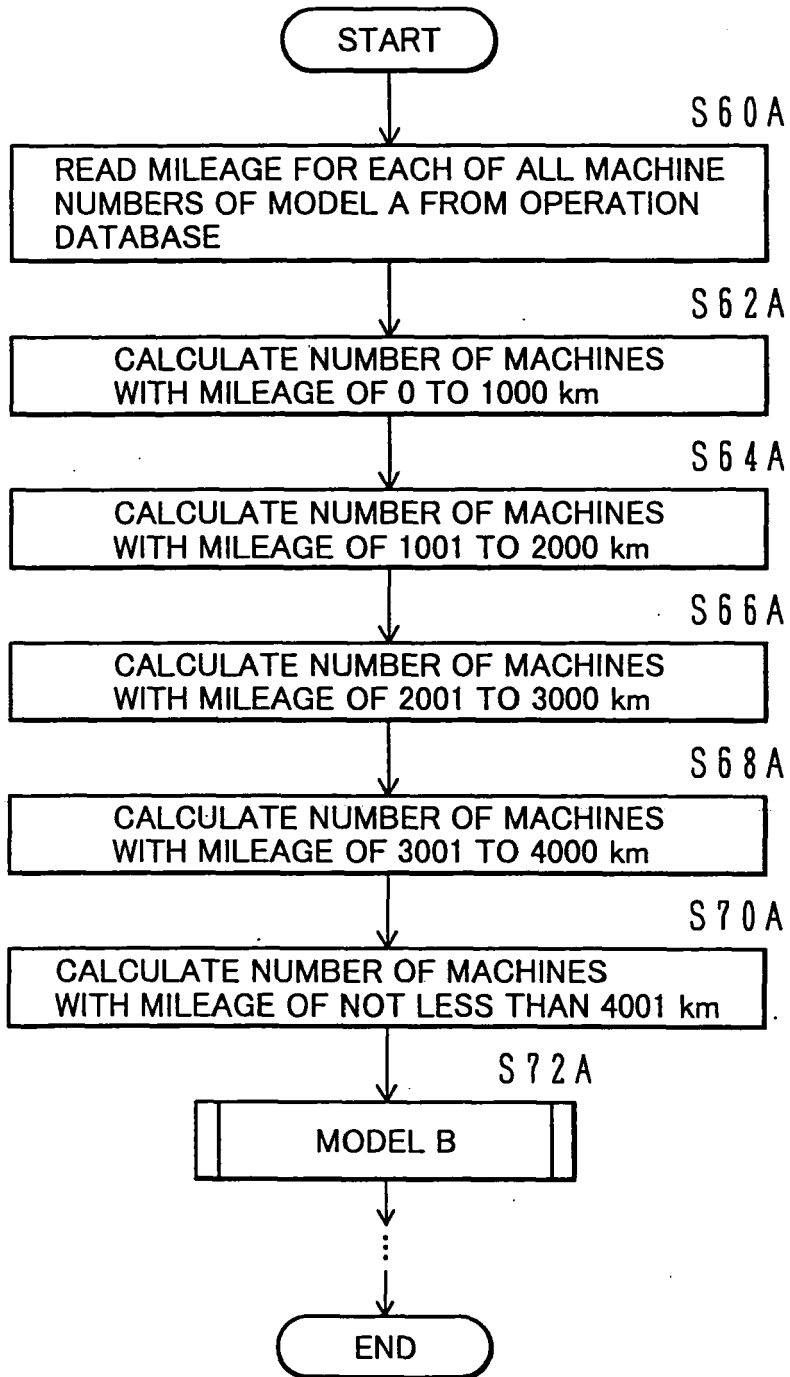 START
S60A
READ MILEAGE FOR EACH OF ALL MACHINE
NUMBERS OF MODEL A FROM OPERATION
DATABASE
S62A
CALCULATE NUMBER OF MACHINES
WITH MILEAGE OF 0 TO 1000 km
S64A
CALCULATE NUMBER OF MACHINES
WITH MILEAGE OF 1001 TO 2000 km
S66A
CALCULATE NUMBER OF MACHINES
WITH MILEAGE OF 2001 TO 3000 km
S68A
CALCULATE NUMBER OF MACHINES
WITH MILEAGE OF 3001 TO 4000 km
S70A
CALCULATE NUMBER OF MACHINES
WITH MILEAGE OF NOT LESS THAN 4001 km
S72A
MODEL B
END